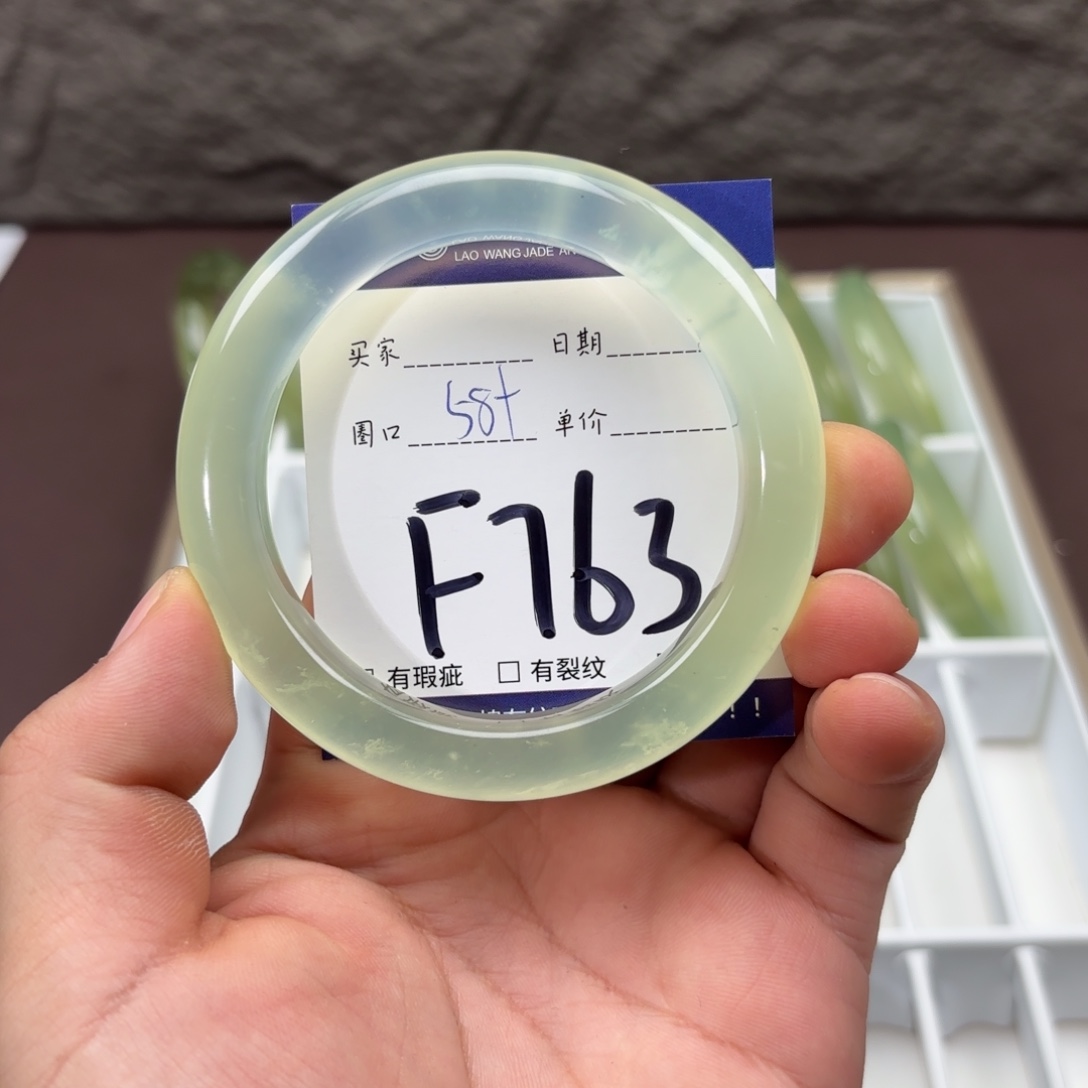 LAO WANG JADE
买家 日期
圈口 58+ 单价
F763
有瑕疵 □ 有裂纹
！！